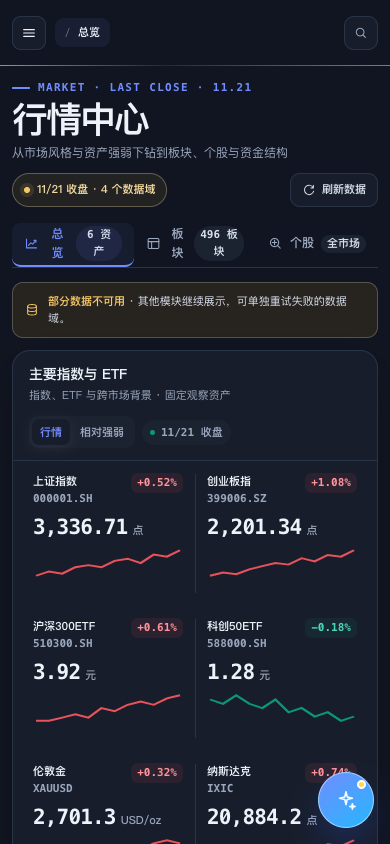 / 总览
MARKET · LAST CLOSE · 11.21
行情中心
从市场风格与资产强弱下钻到板块、个股与资金结构
11/21 收盘 · 4 个数据域
刷新数据
总览
6 资产
板块
496 板块
个股
全市场
部分数据不可用 · 其他模块继续展示，可单独重试失败的数据
域。
主要指数与 ETF
指数、ETF 与跨市场背景 · 固定观察资产
行情
相对强弱
11/21 收盘
上证指数
+0.52%
000001.SH
3,336.71 点
创业板指
+1.08%
399006.SZ
2,201.34 点
沪深300ETF
+0.61%
510300.SH
3.92 元
科创50ETF
−0.18%
588000.SH
1.28 元
伦敦金
+0.32%
XAUUSD
2,701.3 USD/oz
纳斯达克
+0.74%
IXIC
20,884.2 点